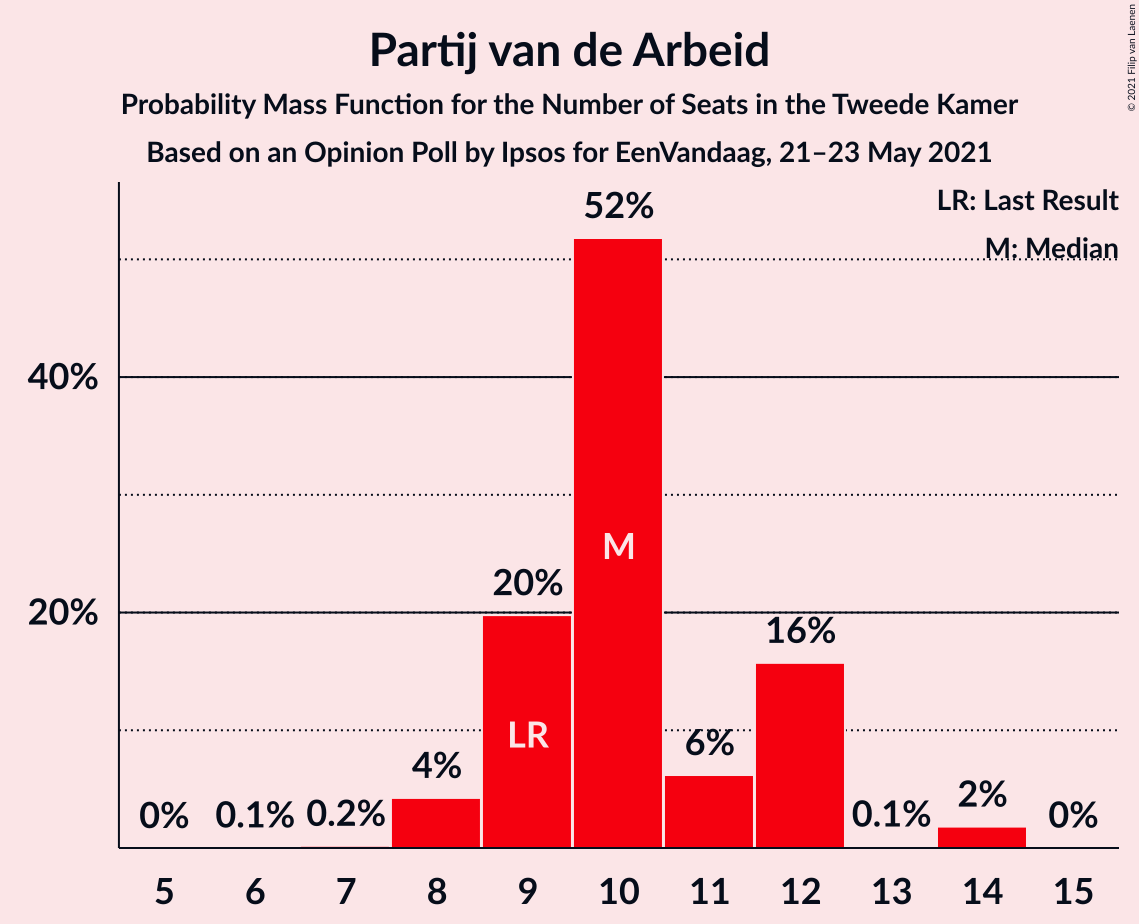 Partij van de Arbeid
Probability Mass Function for the Number of Seats in the Tweede Kamer
Based on an Opinion Poll by Ipsos for EenVandaag, 21–23 May 2021
© 2021 Filip van Laenen
LR: Last Result
M: Median
40%
20%
0%
0.1%
0.2%
4%
20%
52%
6%
16%
0.1%
2%
0%
LR
M
5 6 7 8 9 10 11 12 13 14 15